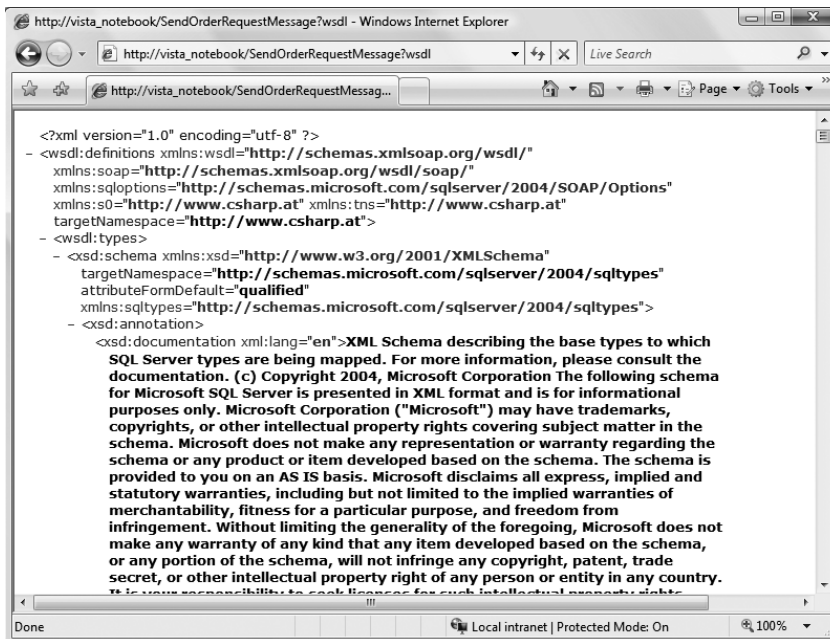 http://vista_notebook/SendOrderRequestMessage?wsdl - Windows Internet Explorer
http://vista_notebook/SendOrderRequestMessage?wsdl
Live Search
http://vista_notebook/SendOrderRequestMessag...
Page
Tools
<?xml version="1.0" encoding="utf-8" ?>
- <wsdl:definitions xmlns:wsdl="http://schemas.xmlsoap.org/wsdl/"
xmlns:soap="http://schemas.xmlsoap.org/wsdl/soap/"
xmlns:sqloptions="http://schemas.microsoft.com/sqlserver/2004/SOAP/Options"
xmlns:s0="http://www.csharp.at" xmlns:tns="http://www.csharp.at"
targetNamespace="http://www.csharp.at">
- <wsdl:types>
- <xsd:schema xmlns:xsd="http://www.w3.org/2001/XMLSchema"
targetNamespace="http://schemas.microsoft.com/sqlserver/2004/sqltypes"
attributeFormDefault="qualified"
xmlns:sqltypes="http://schemas.microsoft.com/sqlserver/2004/sqltypes">
- <xsd:annotation>
<xsd:documentation xml:lang="en">XML Schema describing the base types to which
SQL Server types are being mapped. For more information, please consult the
documentation. (c) Copyright 2004, Microsoft Corporation The following schema
for Microsoft SQL Server is presented in XML format and is for informational
purposes only. Microsoft Corporation ("Microsoft") may have trademarks,
copyrights, or other intellectual property rights covering subject matter in the
schema. Microsoft does not make any representation or warranty regarding the
schema or any product or item developed based on the schema. The schema is
provided to you on an AS IS basis. Microsoft disclaims all express, implied and
statutory warranties, including but not limited to the implied warranties of
merchantability, fitness for a particular purpose, and freedom from
infringement. Without limiting the generality of the foregoing, Microsoft does not
make any warranty of any kind that any item developed based on the schema,
or any portion of the schema, will not infringe any copyright, patent, trade
secret, or other intellectual property right of any person or entity in any country.
It is your responsibility to seek licenses for such intellectual property rights
Done
Local intranet | Protected Mode: On
100%